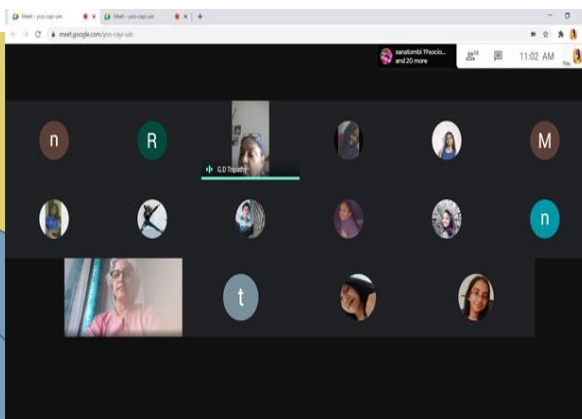 Meet - yoo-cayi-uin
Meet - yoo-cayi-uin
meet.google.com/yoo-cayi-uin
sanatombi 19socio...
and 20 more
11:02 AM
You
n
R
G.D Tripathy
M
n
t